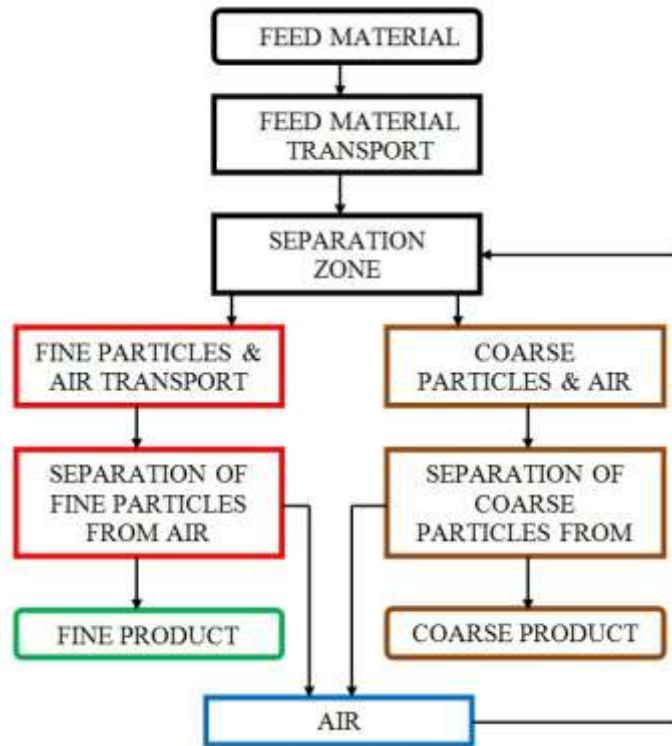 FEED MATERIAL
FEED MATERIAL
TRANSPORT
SEPARATION
ZONE
FINE PARTICLES &
AIR TRANSPORT
COARSE
PARTICLES & AIR
SEPARATION OF
FINE PARTICLES
FROM AIR
SEPARATION OF
COARSE
PARTICLES FROM
FINE PRODUCT
COARSE PRODUCT
AIR